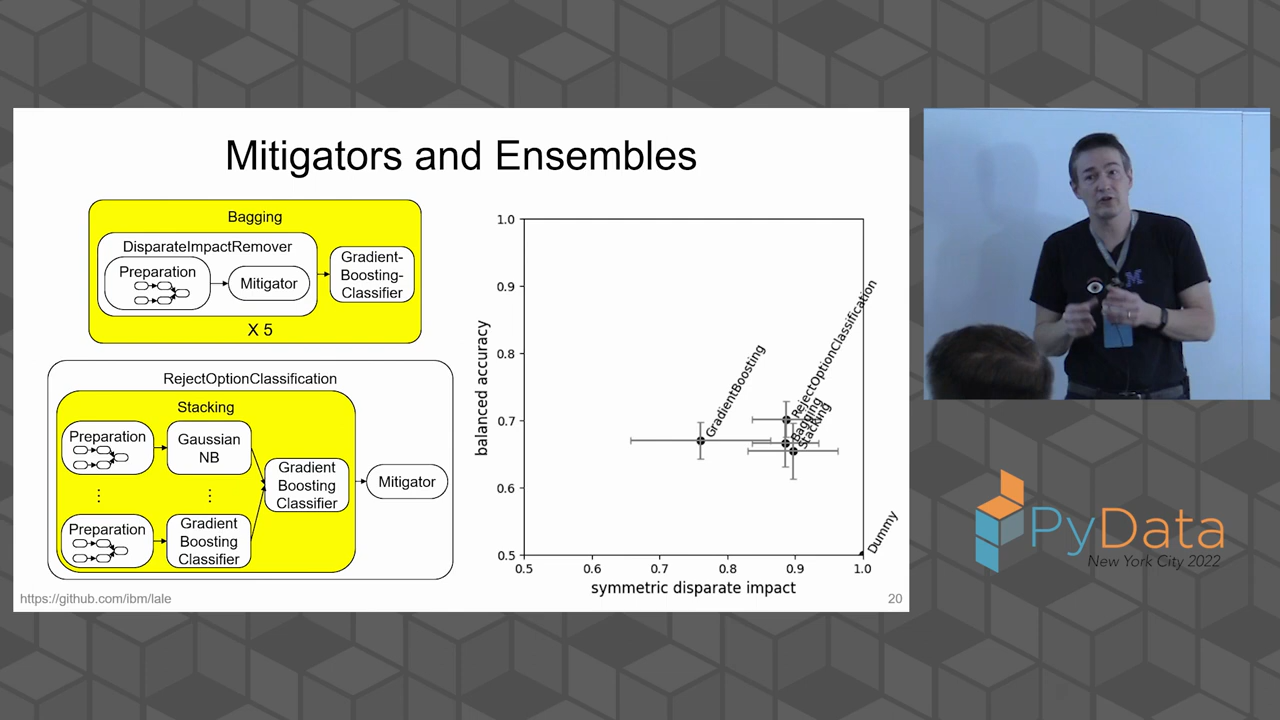 Mitigators and Ensembles
Bagging
DisparateImpactRemover
Preparation
Mitigator
Gradient-
Boosting-
Classifier
X 5
RejectOptionClassification
Stacking
Preparation
Gaussian
NB
Gradient
Boosting
Classifier
Mitigator
Preparation
Gradient
Boosting
Classifier
1.0
0.9
0.8
0.7
0.6
0.5
balanced accuracy
GradientBoosting
RejectOptionClassification
Bagging
Stacking
Dummy
0.5
0.6
0.7
0.8
0.9
1.0
symmetric disparate impact
https://github.com/ibm/lale
20
M
PyData
New York City 2022